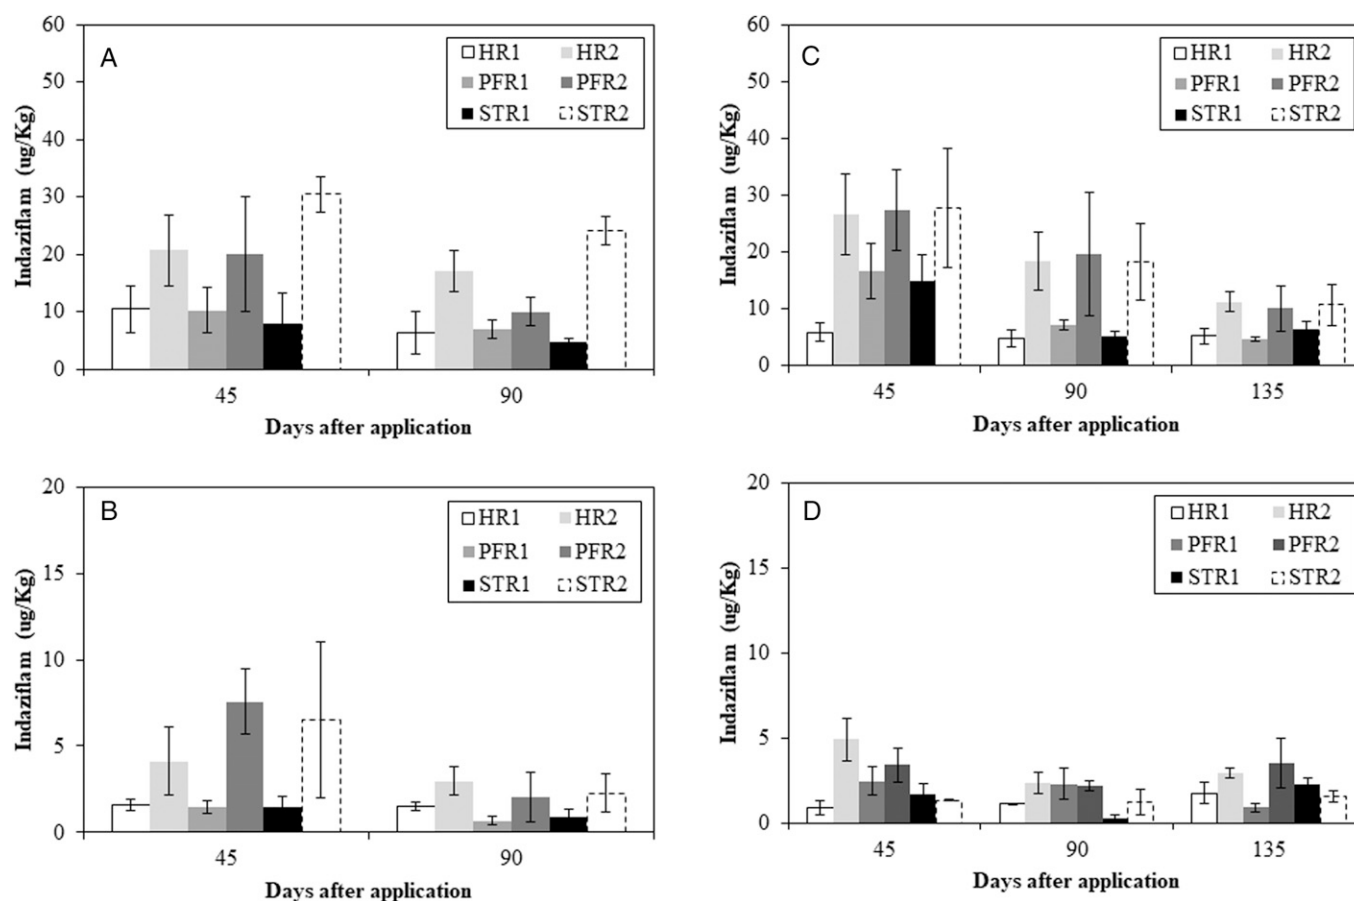 A
Indaziflam (ug/Kg)
60
50
40
30
20
10
0
HR1 HR2
PFR1 PFR2
STR1 STR2
45 90
Days after application
C
Indaziflam (ug/Kg)
60
50
40
30
20
10
0
HR1 HR2
PFR1 PFR2
STR1 STR2
45 90 135
Days after application
B
Indaziflam (ug/Kg)
20
15
10
5
0
HR1 HR2
PFR1 PFR2
STR1 STR2
45 90
Days after application
D
Indaziflam (ug/Kg)
20
15
10
5
0
HR1 HR2
PFR1 PFR2
STR1 STR2
45 90 135
Days after application